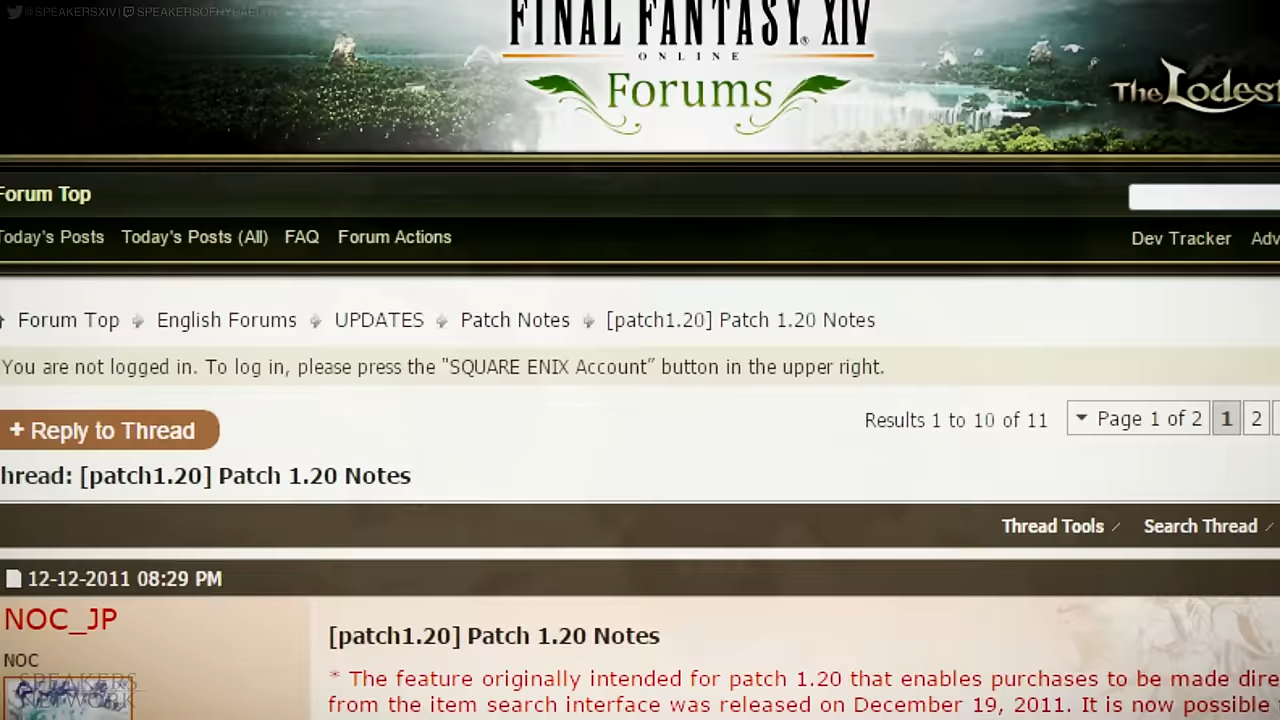 @SPEAKERSXIV |
FINAL FANTASY XIV
ONLINE
Forums
The Lodest
Forum Top
Today's Posts Today's Posts (All) FAQ Forum Actions
Dev Tracker Adv
Forum Top English Forums UPDATES Patch Notes [patch1.20] Patch 1.20 Notes
You are not logged in. To log in, please press the "SQUARE ENIX Account” button in the upper right.
+ Reply to Thread
Results 1 to 10 of 11 Page 1 of 2 1 2
hread: [patch1.20] Patch 1.20 Notes
Thread Tools Search Thread
12-12-2011 08:29 PM
NOC_JP
NOC
SPEAKERS
NETWORK
[patch1.20] Patch 1.20 Notes
* The feature originally intended for patch 1.20 that enables purchases to be made dire
from the item search interface was released on December 19, 2011. It is now possible